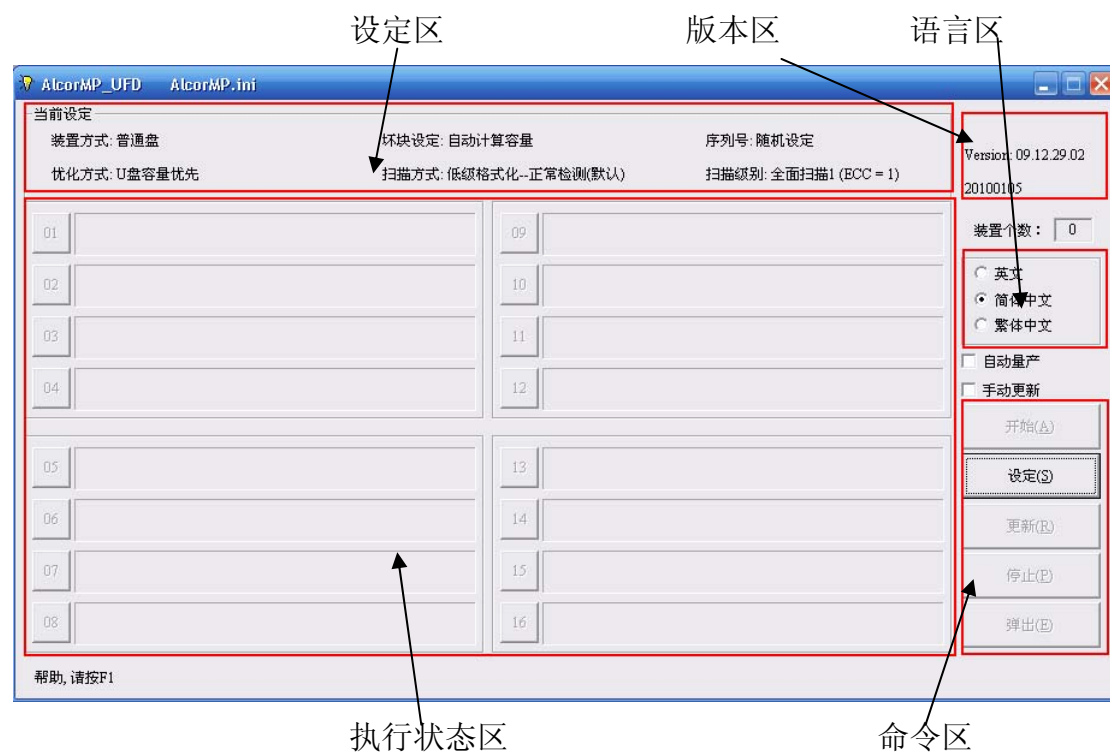 设定区 版本区 语言区
AlcorMP_UFD AlcorMP.ini
当前设定
装置方式: 普通盘 坏块设定: 自动计算容量 序列号: 随机设定
优化方式: U盘容量优先 扫描方式: 低级格式化--正常检测(默认) 扫描级别: 全面扫描1 (ECC = 1)
Version: 09.12.29.02
20100105
装置个数： 0
01 09
02 10
03 11
04 12
05 13
06 14
07 15
08 16
英文
简体中文
繁体中文
自动量产
手动更新
开始(A)
设定(S)
更新(R)
停止(P)
弹出(E)
帮助, 请按F1
执行状态区 命令区